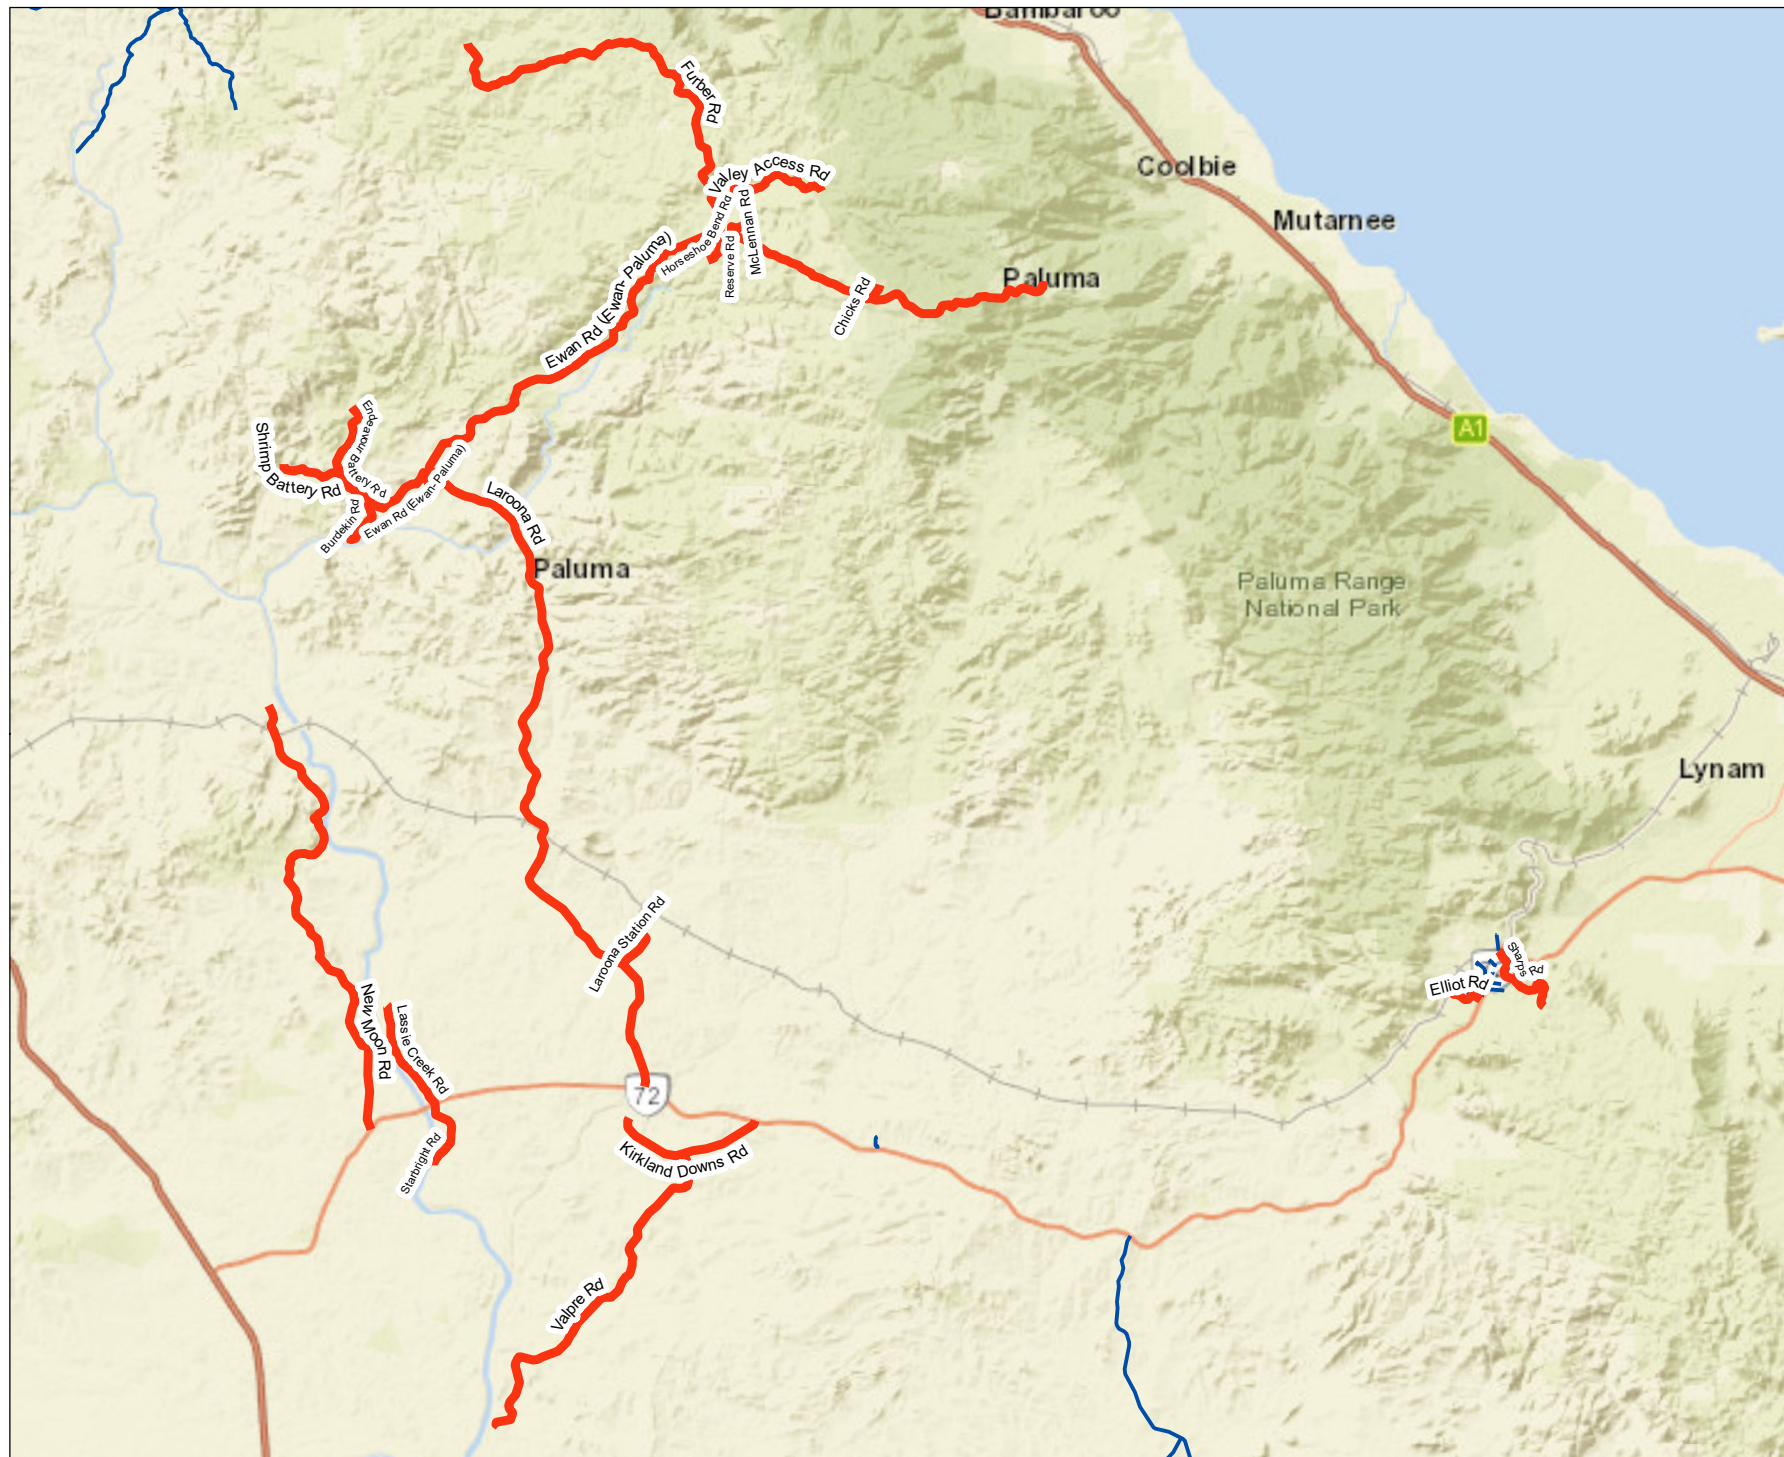 Bambaroo
Furber Rd
Valley Access Rd
Coolbie
Mutarnee
Horseshoe Bend Rd
McLennan Rd
Reserve Rd
Paluma
Chicks Rd
Ewan Rd (Ewan- Paluma)
A1
Endeavour Battery Rd
Shrimp Battery Rd
Burdekin Rd
Ewan Rd (Ewan- Paluma)
Laroona Rd
Paluma
Paluma Range
National Park
Lynam
Laroona Station Rd
Sharps Rd
Elliot Rd
New Moon Rd
Lassie Creek Rd
72
Starbright Rd
Kirkland Downs Rd
Valpre Rd